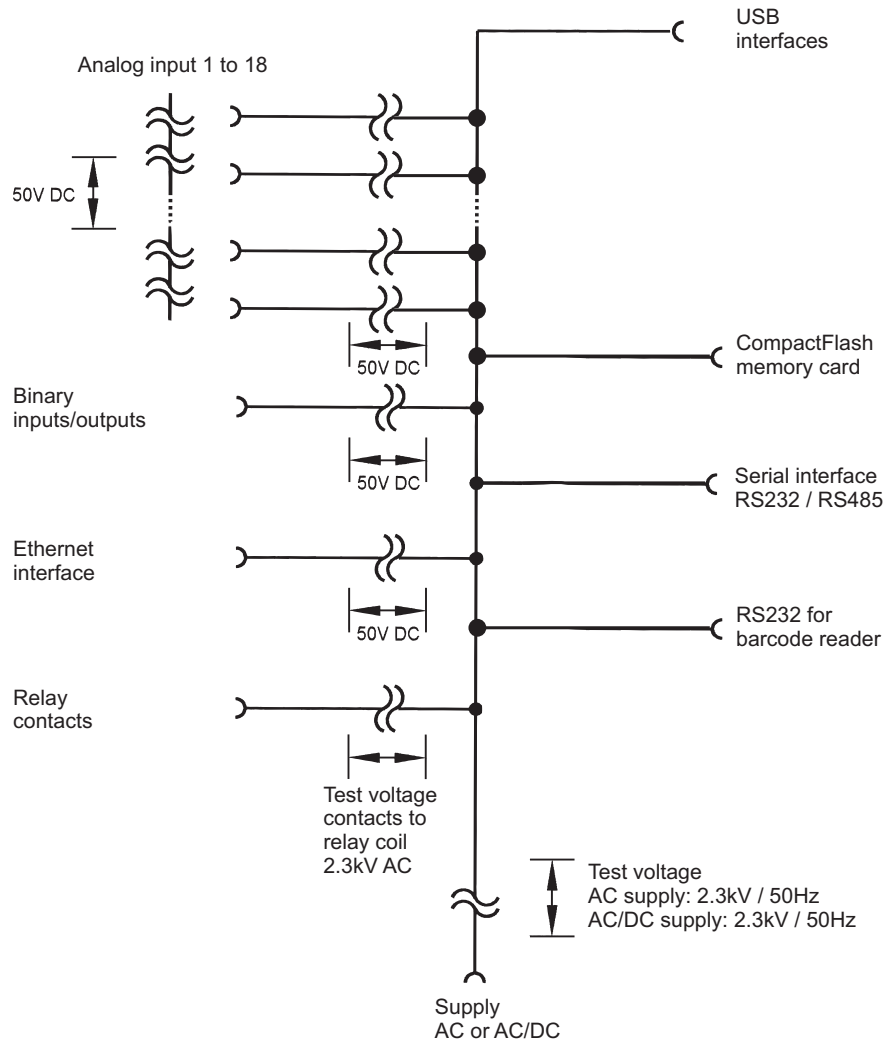 USB
interfaces
Analog input 1 to 18
50V DC
50V DC
CompactFlash
memory card
Binary
inputs/outputs
50V DC
Serial interface
RS232 / RS485
Ethernet
interface
50V DC
RS232 for
barcode reader
Relay
contacts
Test voltage
contacts to
relay coil
2.3kV AC
Test voltage
AC supply: 2.3kV / 50Hz
AC/DC supply: 2.3kV / 50Hz
Supply
AC or AC/DC